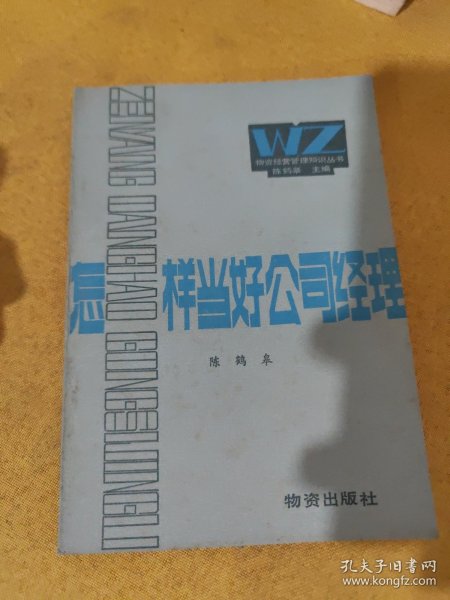 WZ
物资经营管理知识丛书
陈鹤皋 主编
怎样当好公司经理
ZENYANG DANGHAO GONGSIJINGLI
陈鹤皋
物资出版社
孔夫子旧书网
www.kongfz.com